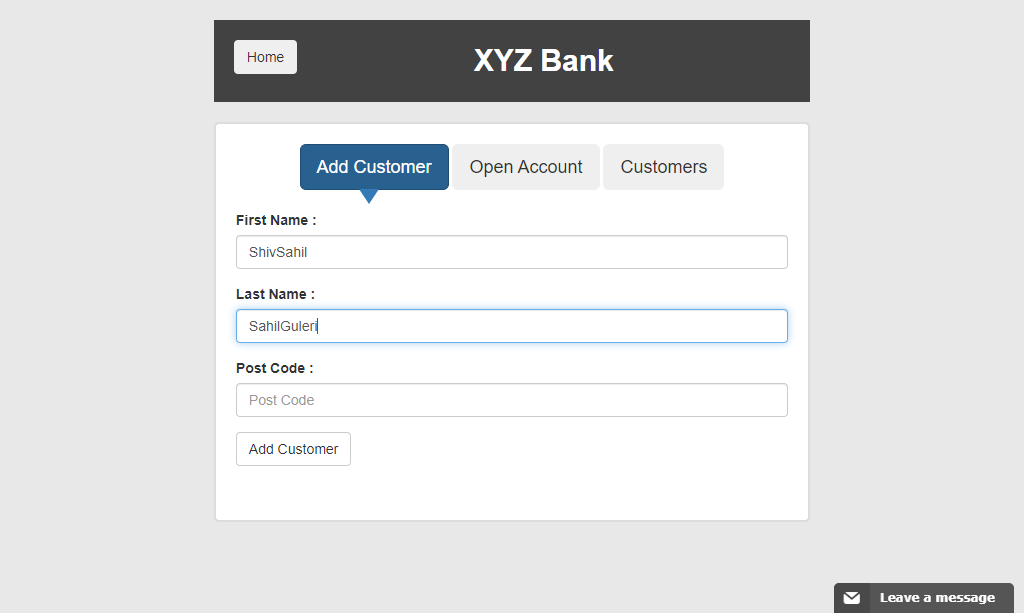 Home
XYZ Bank
Add Customer
Open Account
Customers
First Name :
ShivSahil
Last Name :
SahilGuleri
Post Code :
Post Code
Add Customer
Leave a message